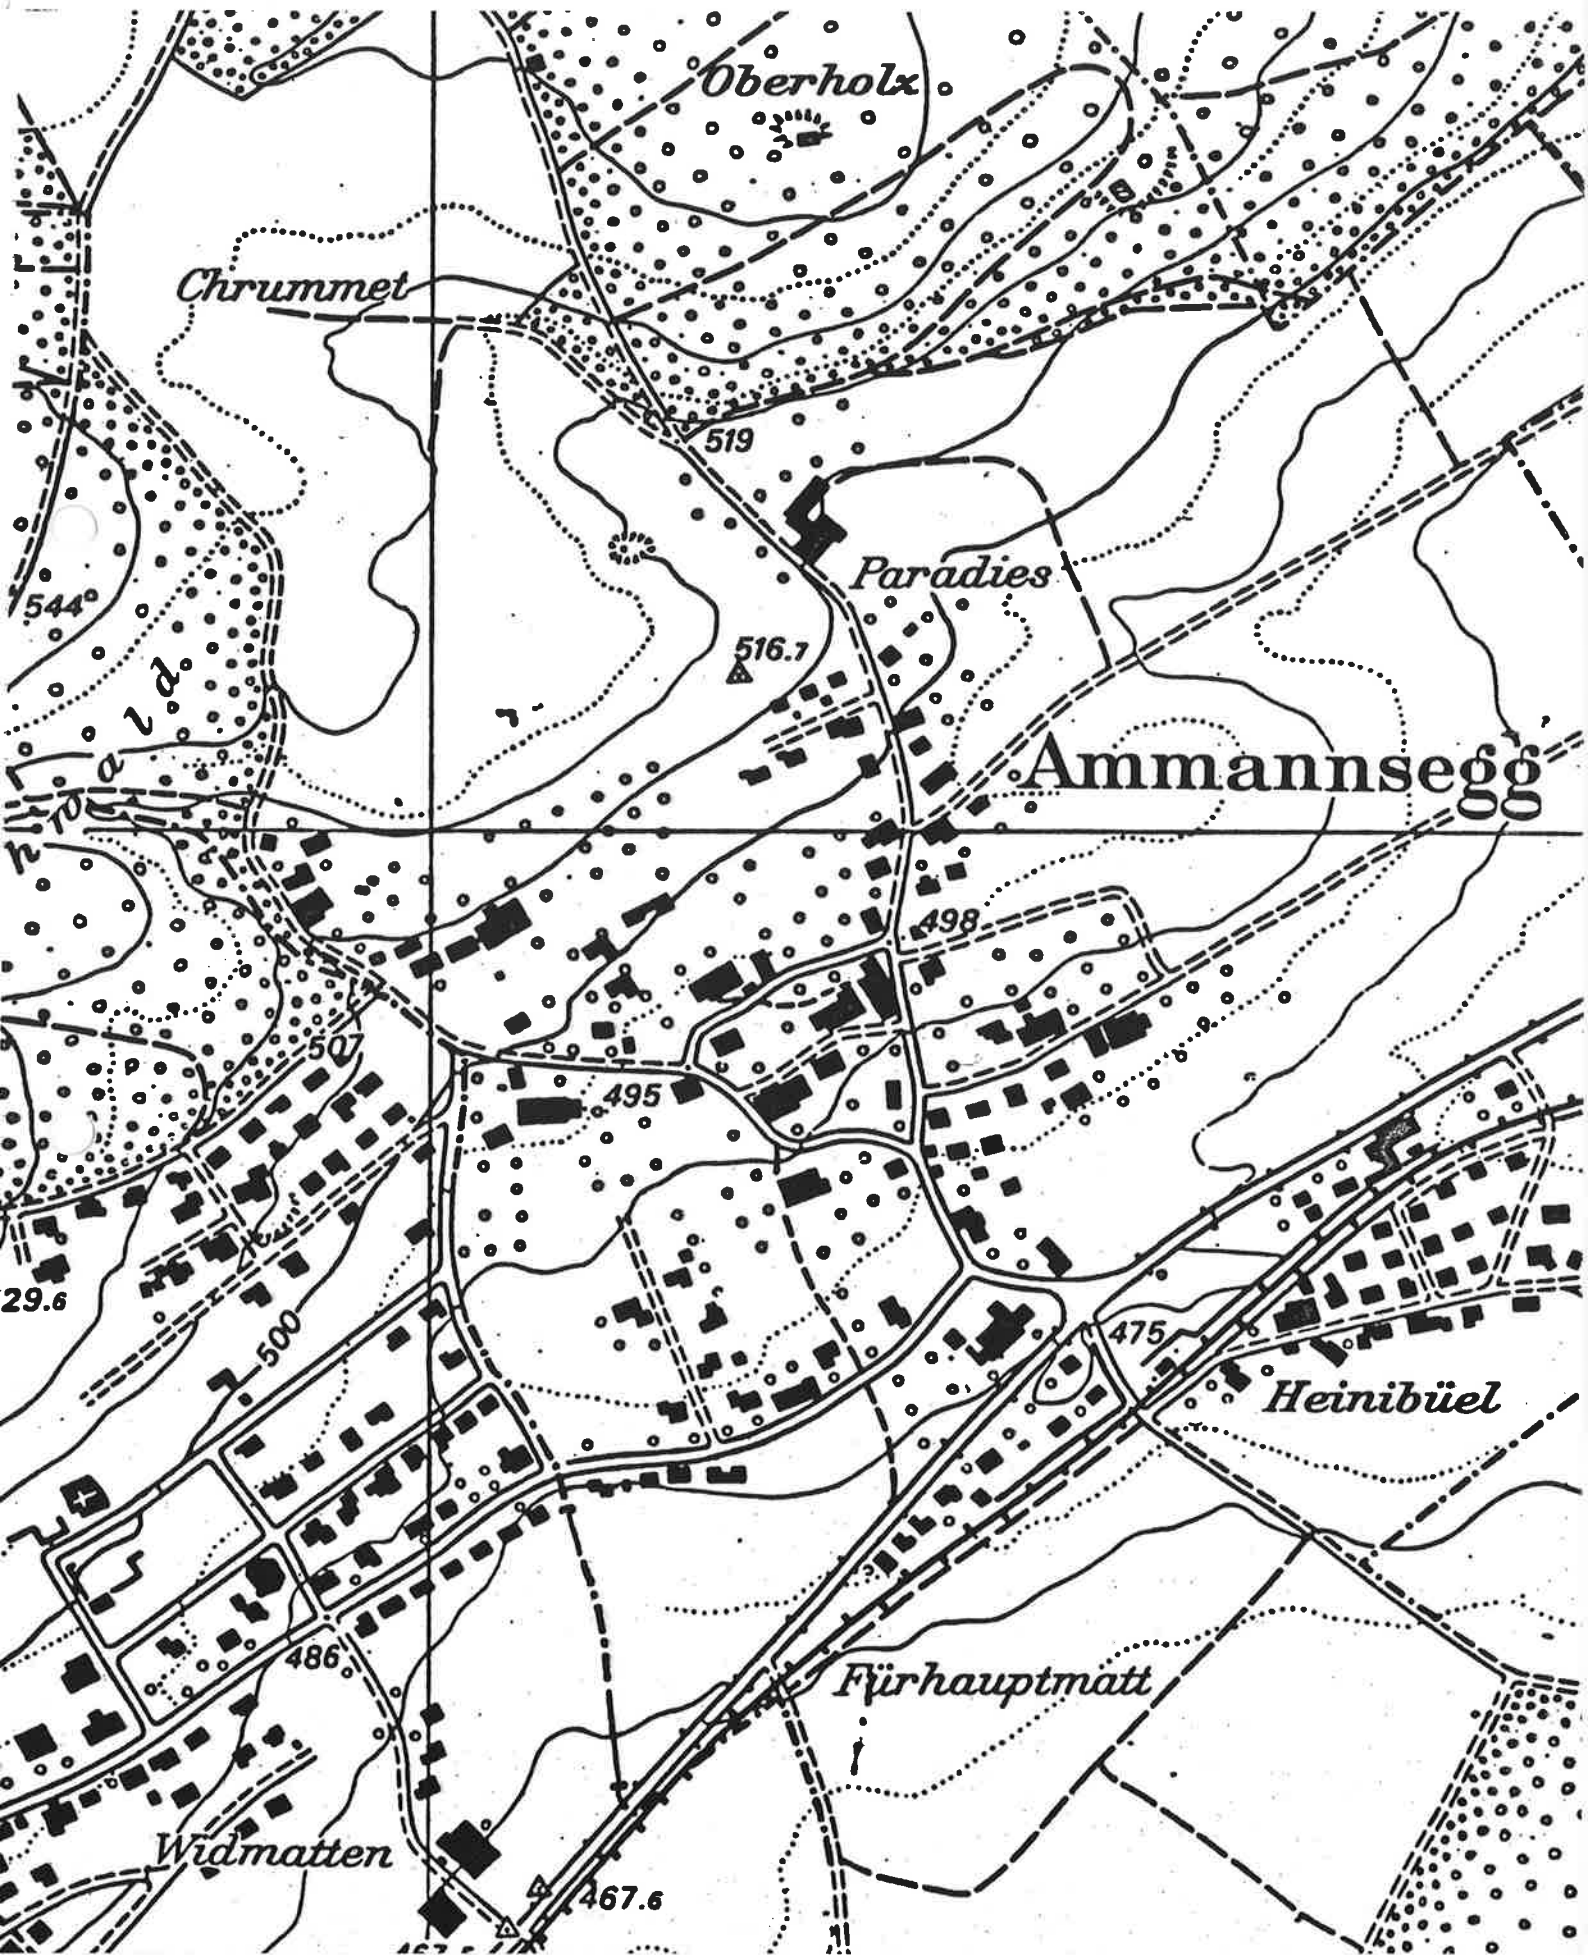 Oberholz
Chrummet
519
Paradies
544
516.7
wald
Ammannsegg
498
507
495
29.6
500
475
Heinibüel
486
Fürhauptmatt
Widmatten
467.6